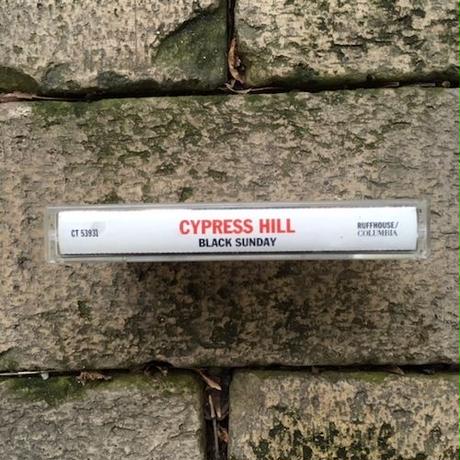 CT 53931
CYPRESS HILL
BLACK SUNDAY
RUFFHOUSE/
COLUMBIA